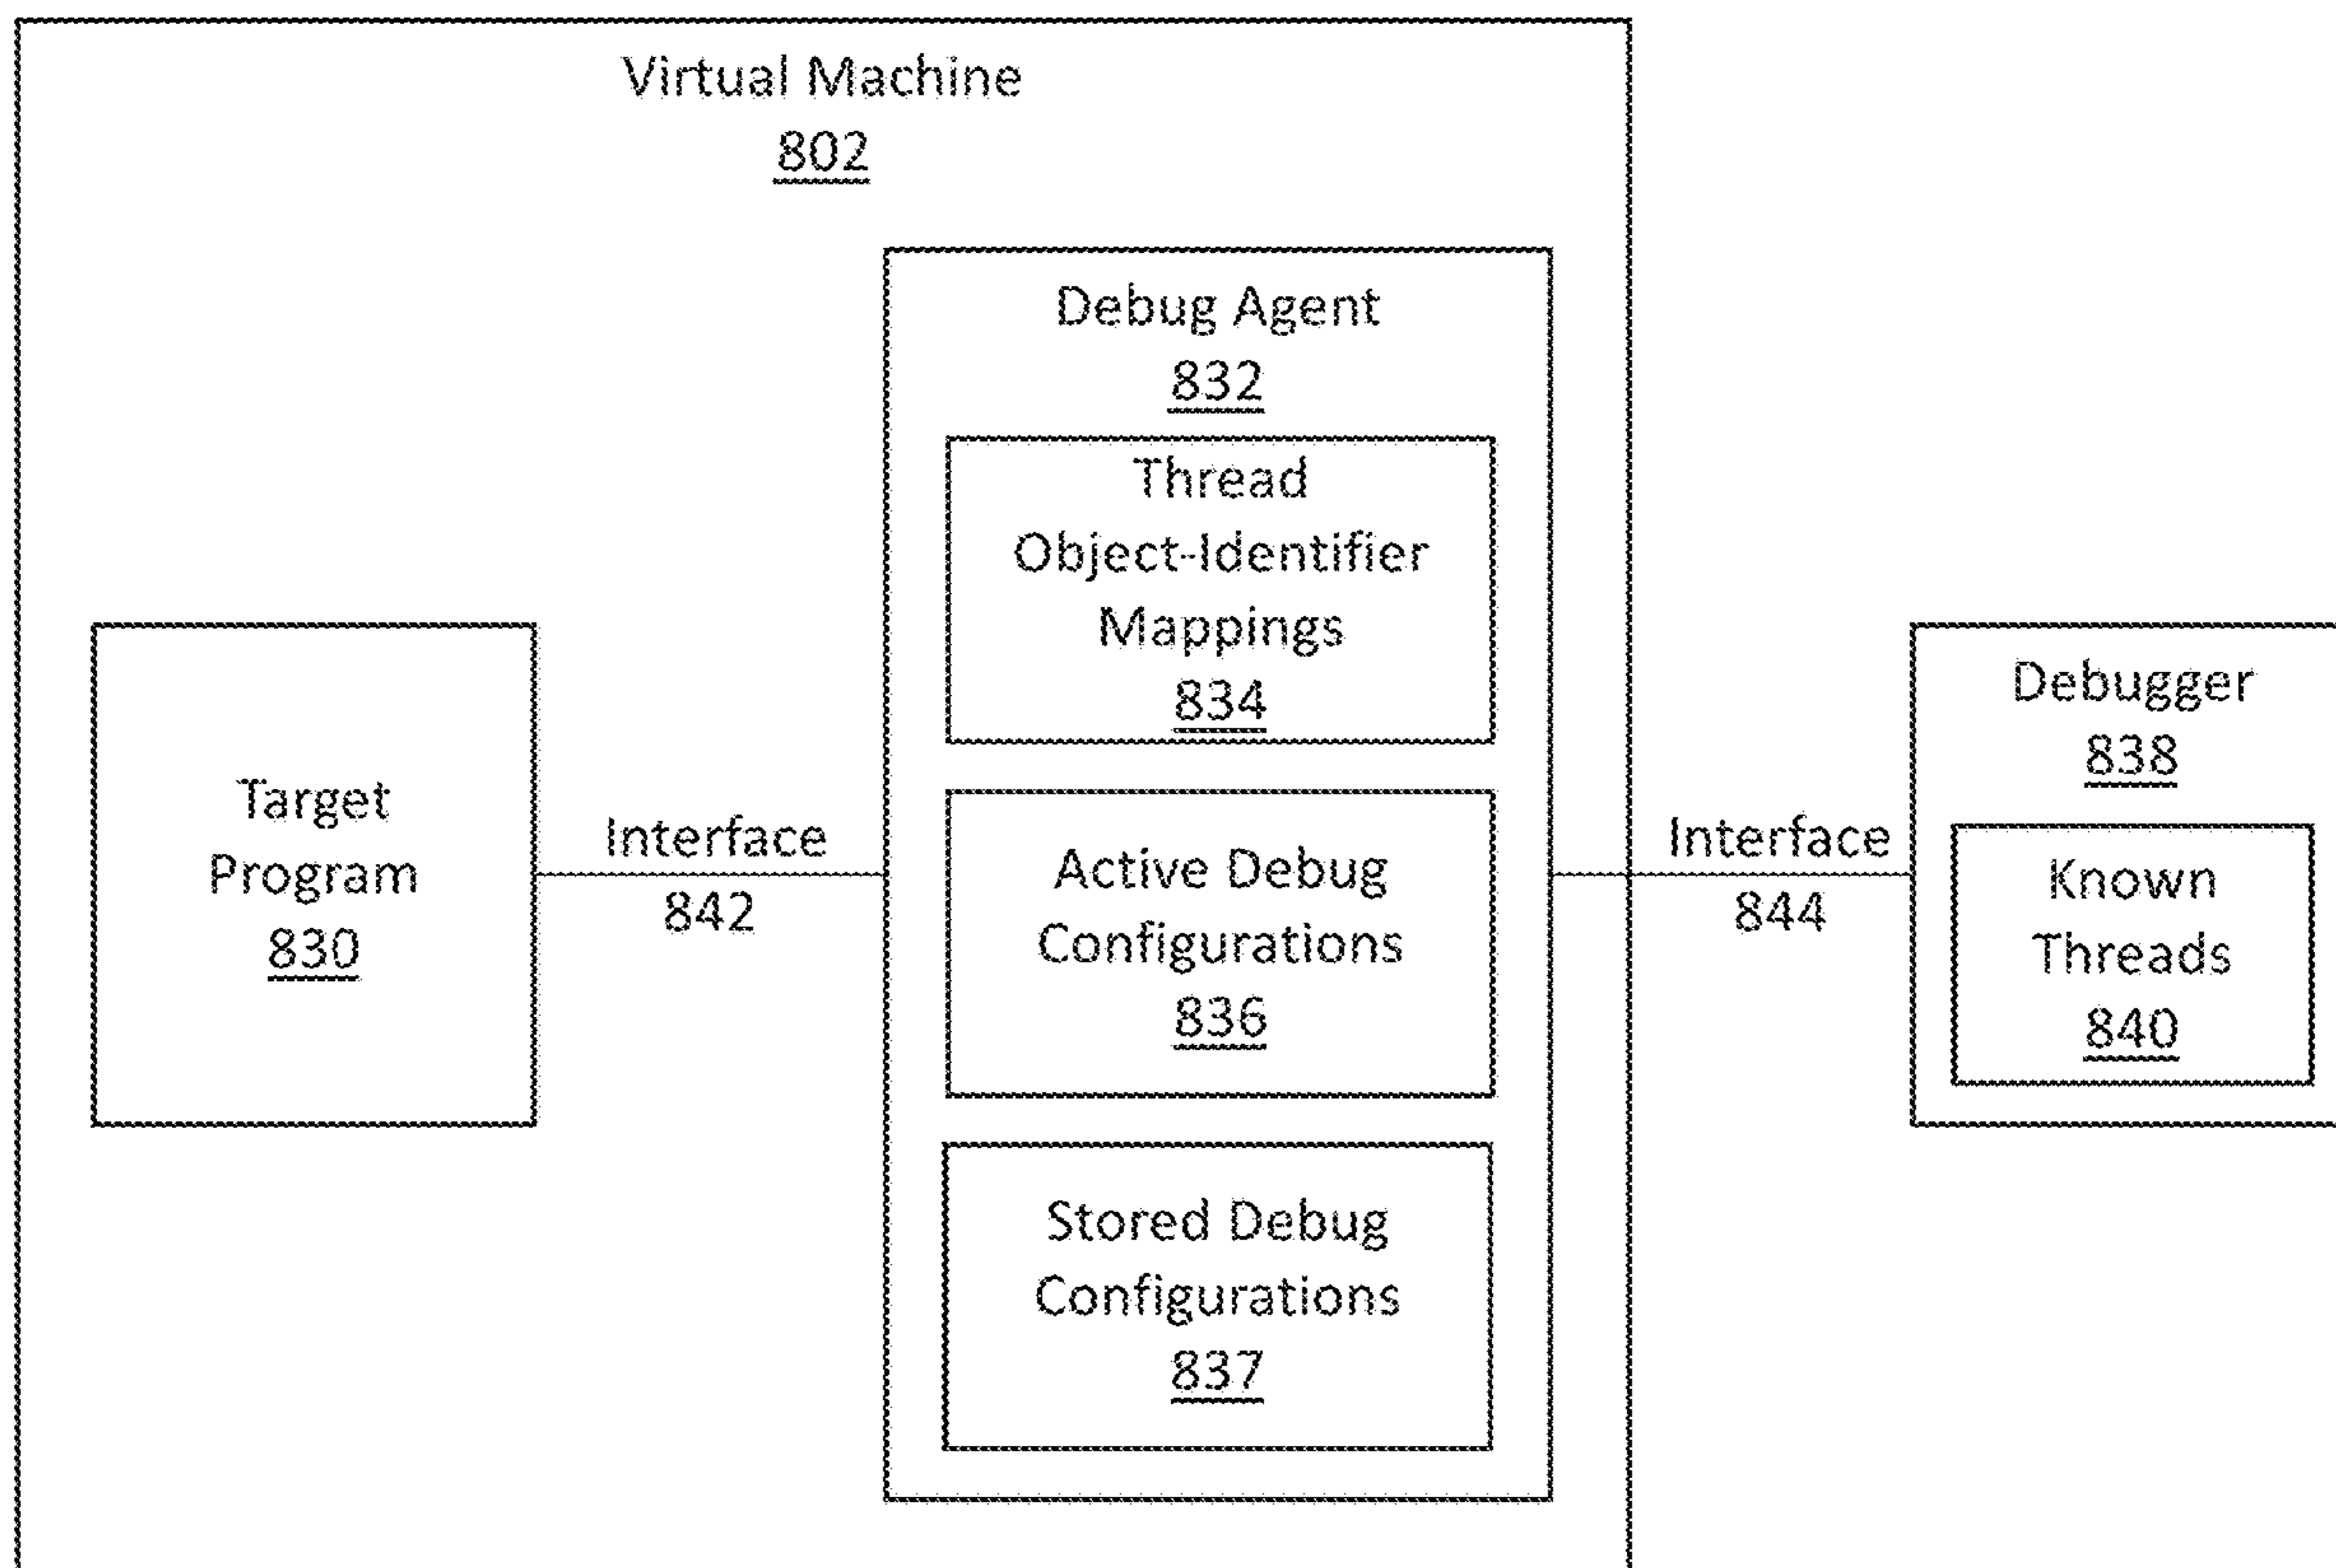 Virtual Machine
802
Debug Agent
832
Thread
Object-Identifier
Mappings
834
Target
Program
830
Interface
842
Active Debug
Configurations
836
Stored Debug
Configurations
837
Interface
844
Debugger
838
Known
Threads
840